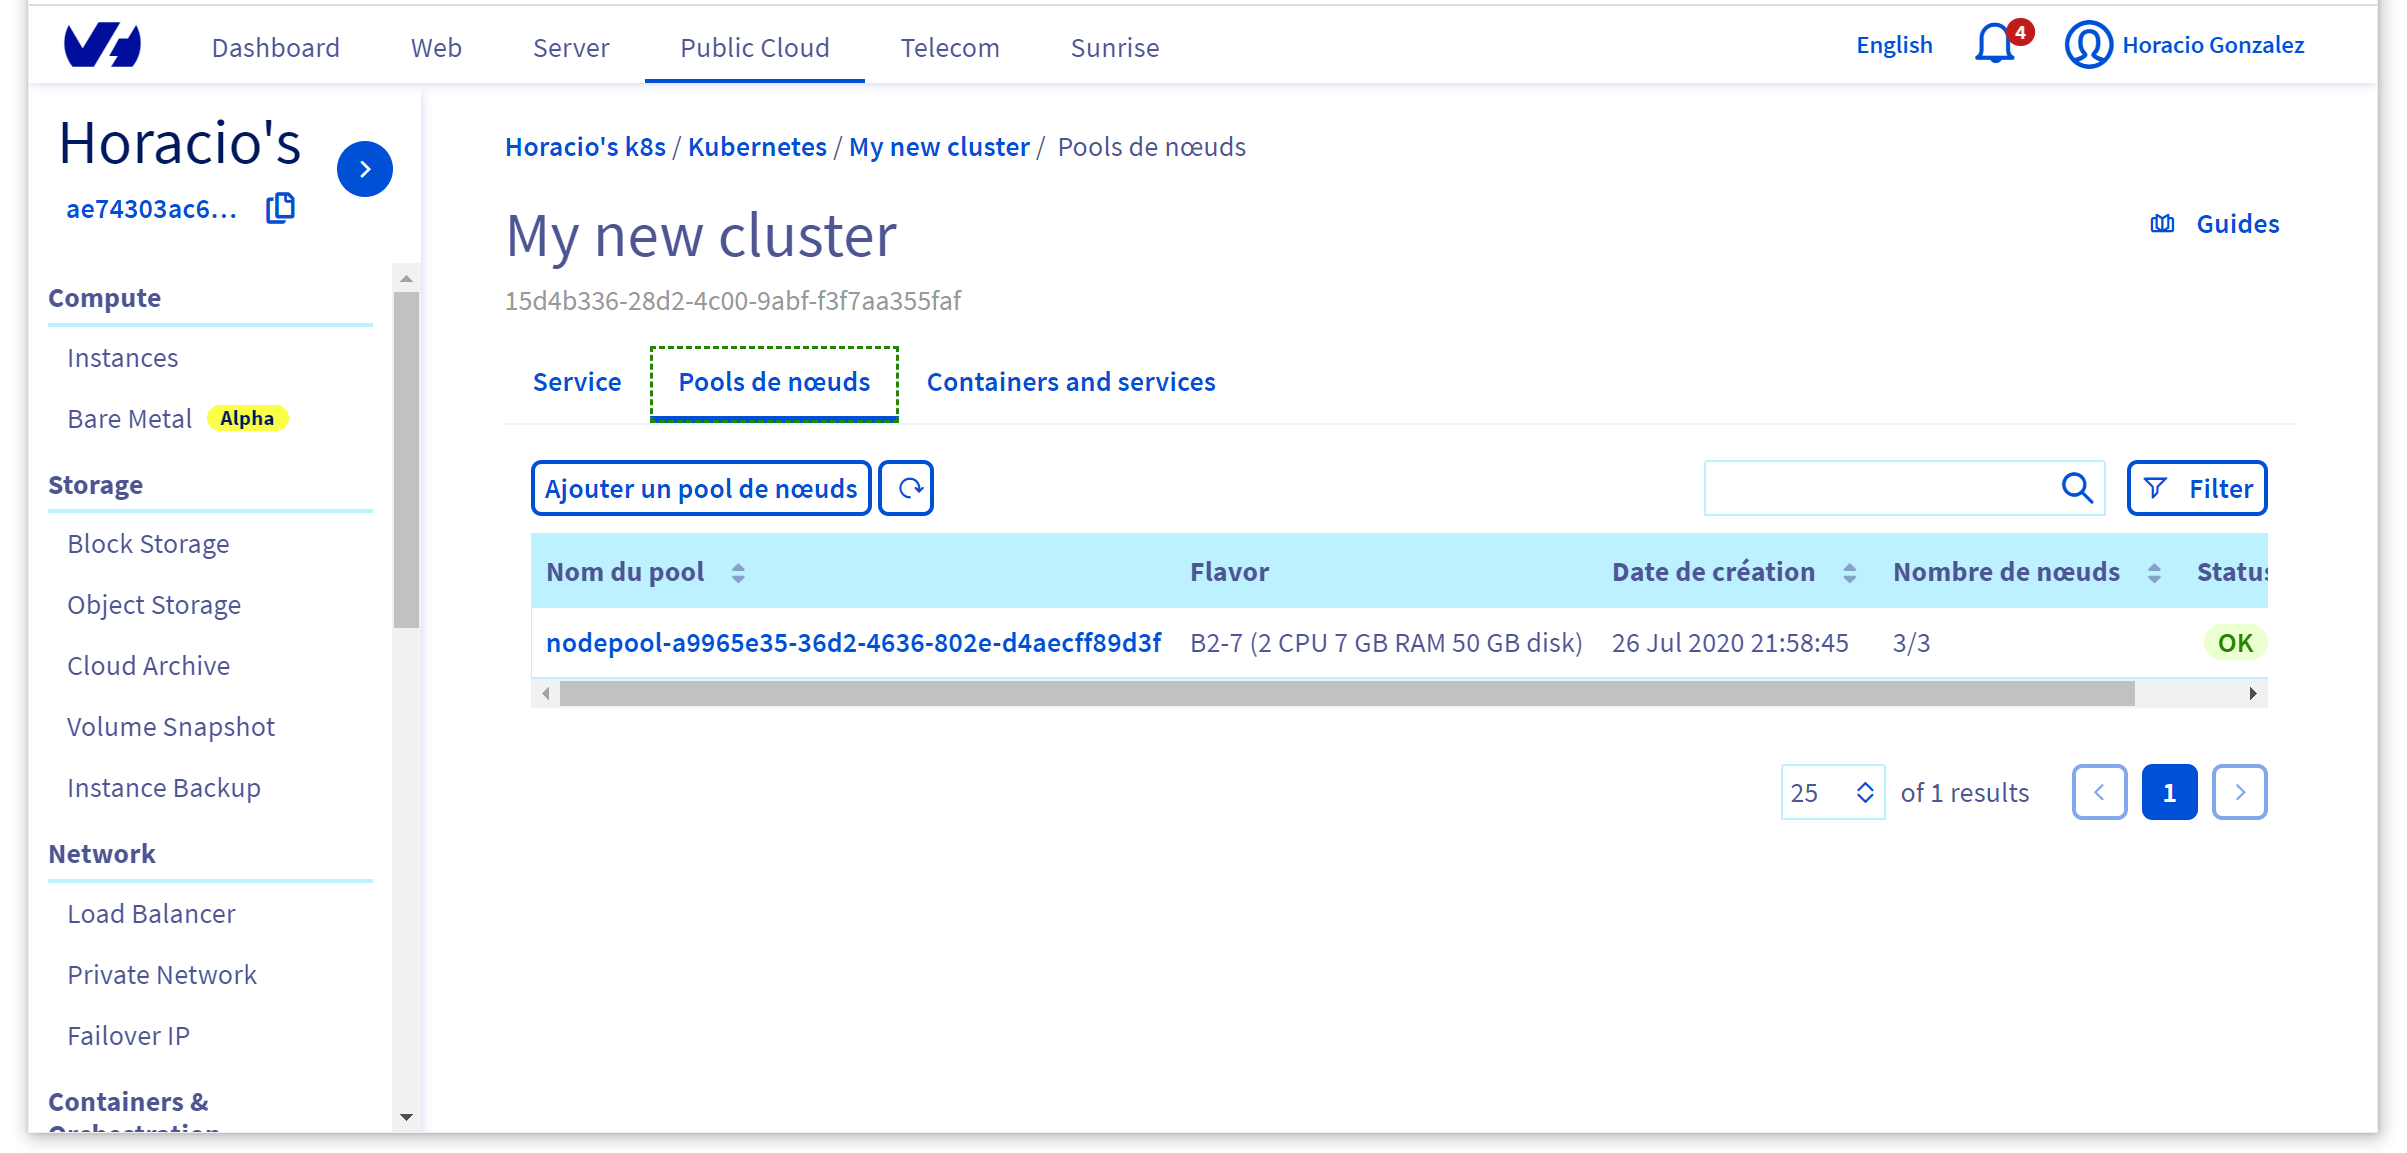 Dashboard Web Server Public Cloud Telecom Sunrise English 4 Horacio Gonzalez
Horacio's
ae74303ac6...
Compute
Instances
Bare Metal Alpha
Storage
Block Storage
Object Storage
Cloud Archive
Volume Snapshot
Instance Backup
Network
Load Balancer
Private Network
Failover IP
Containers &
Orchestration
Horacio's k8s / Kubernetes / My new cluster / Pools de nœuds
My new cluster
Guides
15d4b336-28d2-4c00-9abf-f3f7aa355faf
Service Pools de nœuds Containers and services
Ajouter un pool de nœuds Filter
Nom du pool Flavor Date de création Nombre de nœuds Status
nodepool-a9965e35-36d2-4636-802e-d4aecff89d3f B2-7 (2 CPU 7 GB RAM 50 GB disk) 26 Jul 2020 21:58:45 3/3 OK
25 of 1 results 1